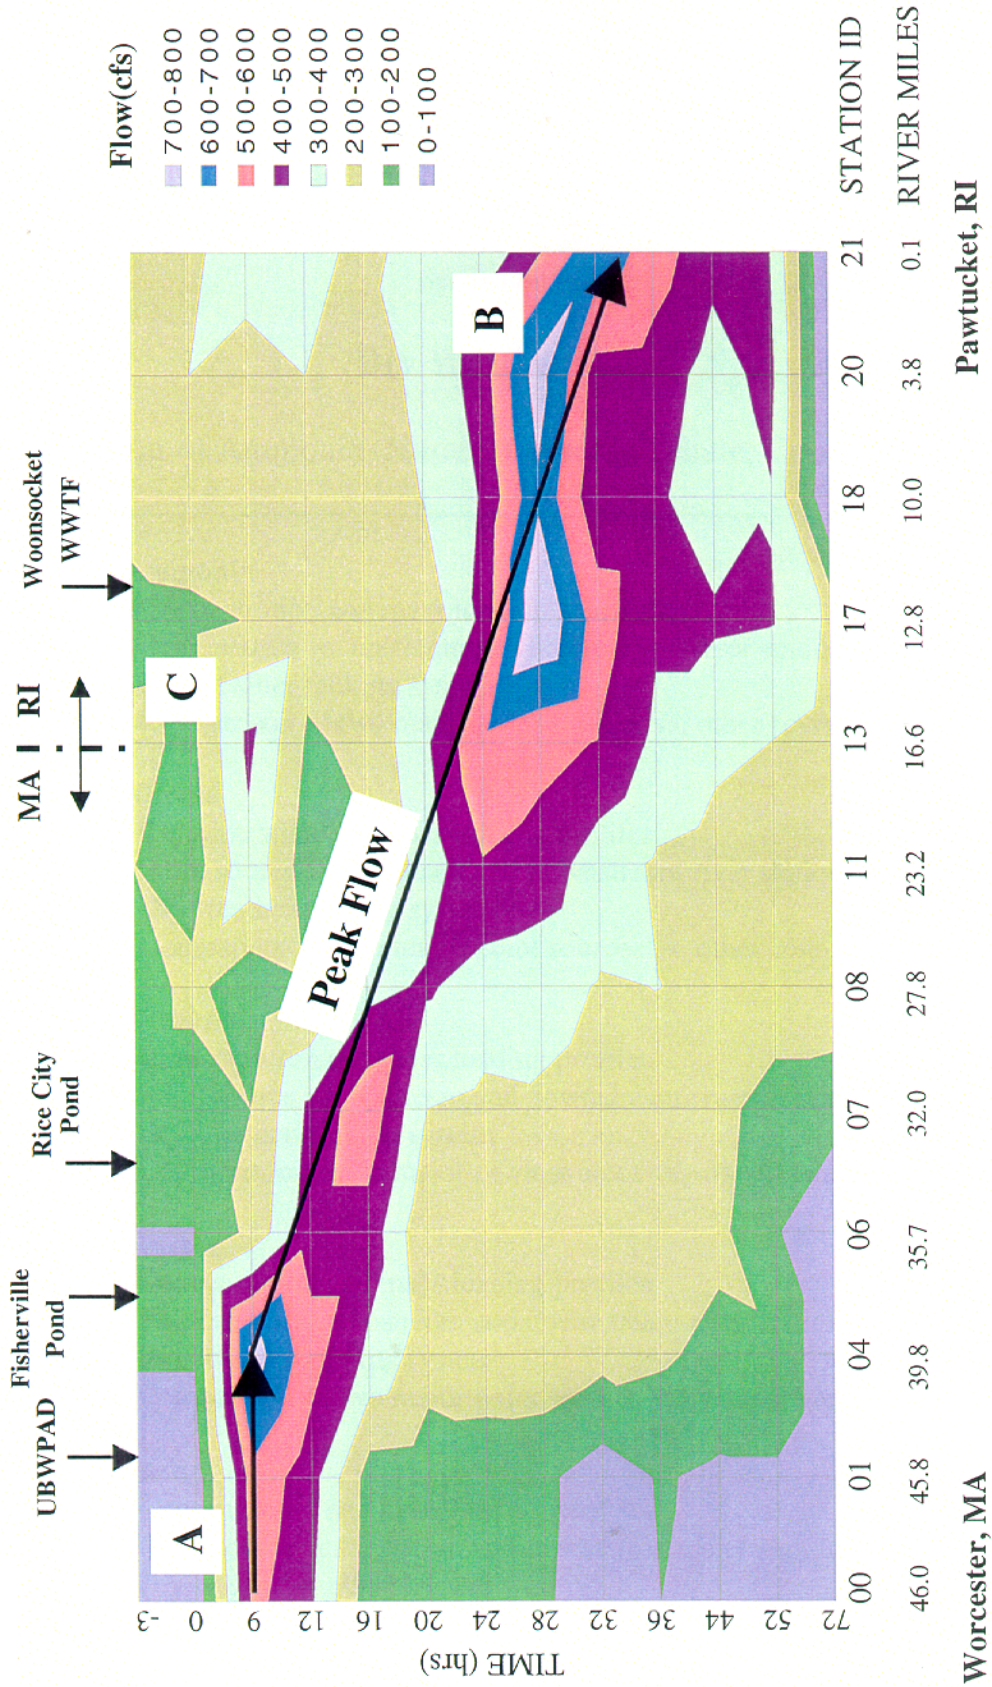 Woonsocket
WWTF
MA | RI
Rice City
Pond
Fisherville
Pond
UBWPAD
Flow(cfs)
700-800
600-700
500-600
400-500
300-400
200-300
100-200
0-100
A
B
C
Peak Flow
TIME (hrs)
-3
0
9
12
16
20
24
28
32
36
44
52
72
00 01 04 06 07 08 11 13 17 18 20 21 STATION ID
46.0 45.8 39.8 35.7 32.0 27.8 23.2 16.6 12.8 10.0 3.8 0.1 RIVER MILES
Worcester, MA
Pawtucket, RI